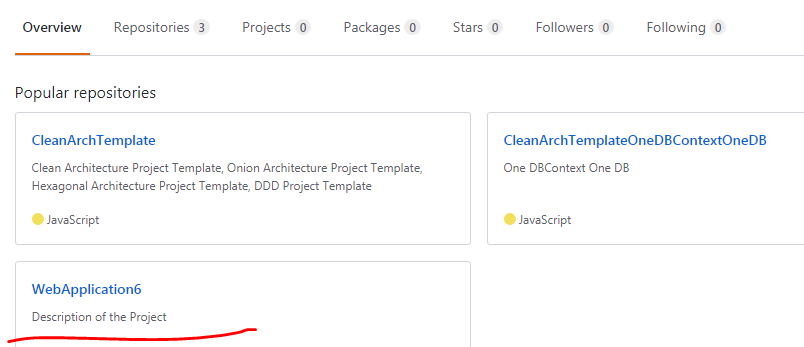 Overview Repositories 3 Projects 0 Packages 0 Stars 0 Followers 0 Following 0
Popular repositories
CleanArchTemplate
Clean Architecture Project Template, Onion Architecture Project Template,
Hexagonal Architecture Project Template, DDD Project Template
JavaScript
CleanArchTemplateOneDBContextOneDB
One DBContext One DB
JavaScript
WebApplication6
Description of the Project